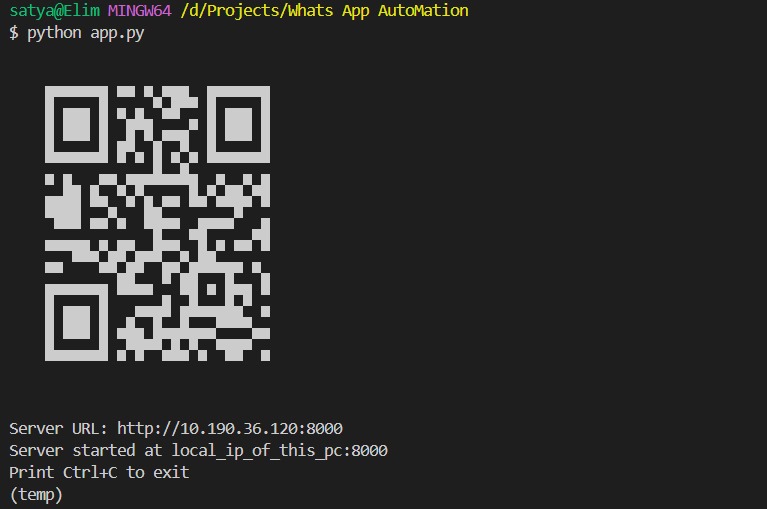 satya@Elim MINGW64 /d/Projects/Whats App AutoMation
$ python app.py
Server URL: http://10.190.36.120:8000
Server started at local_ip_of_this_pc:8000
Print Ctrl+C to exit
(temp)